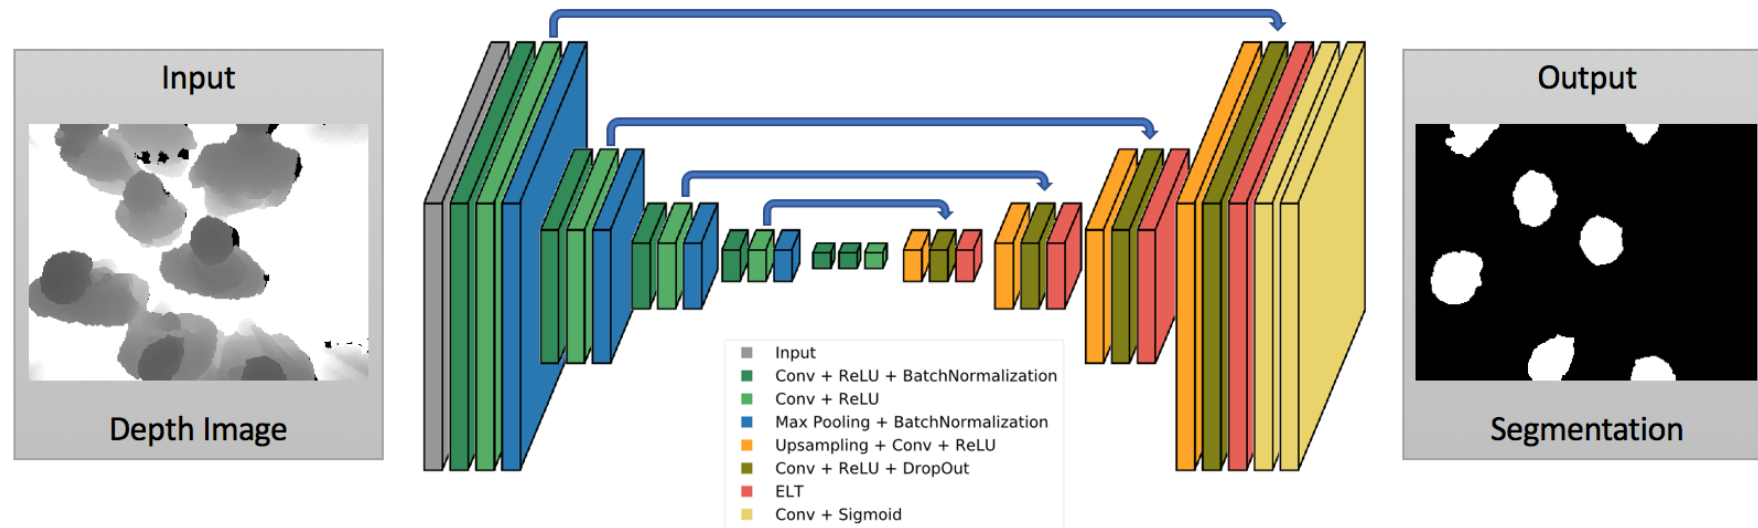 Input
Depth Image
Input
Conv + ReLU + BatchNormalization
Conv + ReLU
Max Pooling + BatchNormalization
Upsampling + Conv + ReLU
Conv + ReLU + DropOut
ELT
Conv + Sigmoid
Output
Segmentation